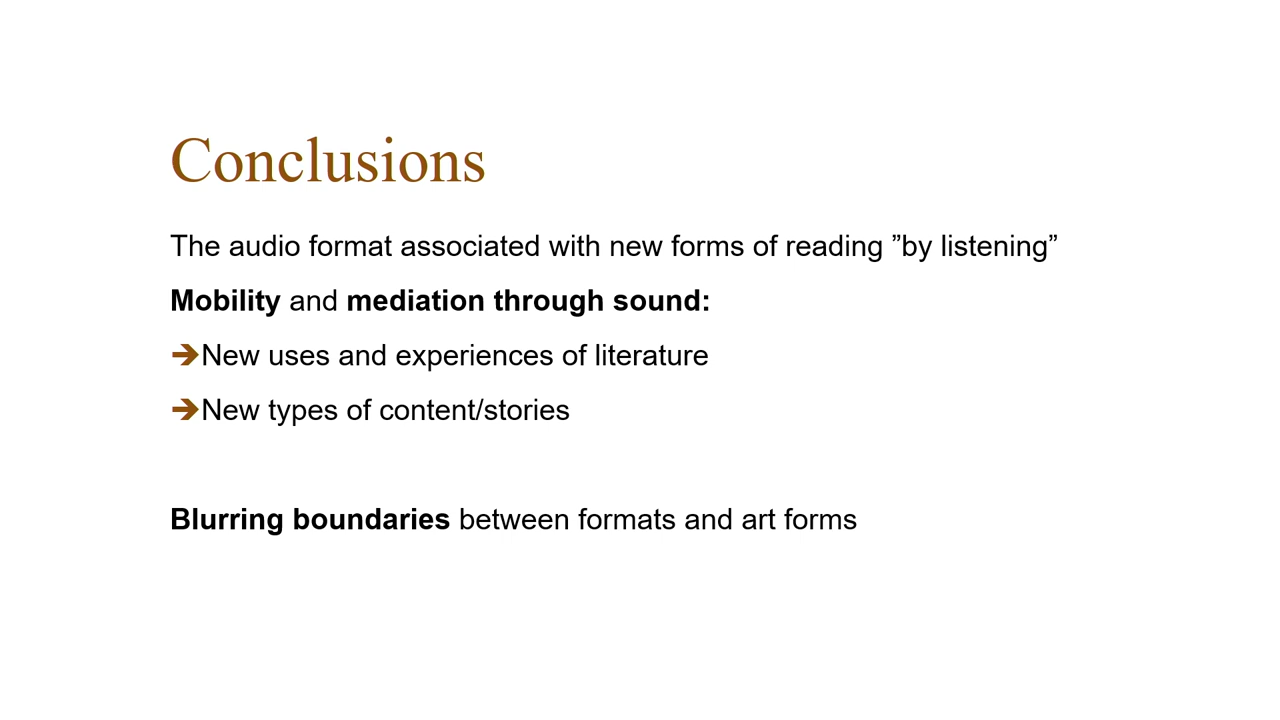 Conclusions
The audio format associated with new forms of reading ”by listening”
Mobility and mediation through sound:
➔New uses and experiences of literature
➔New types of content/stories
Blurring boundaries between formats and art forms